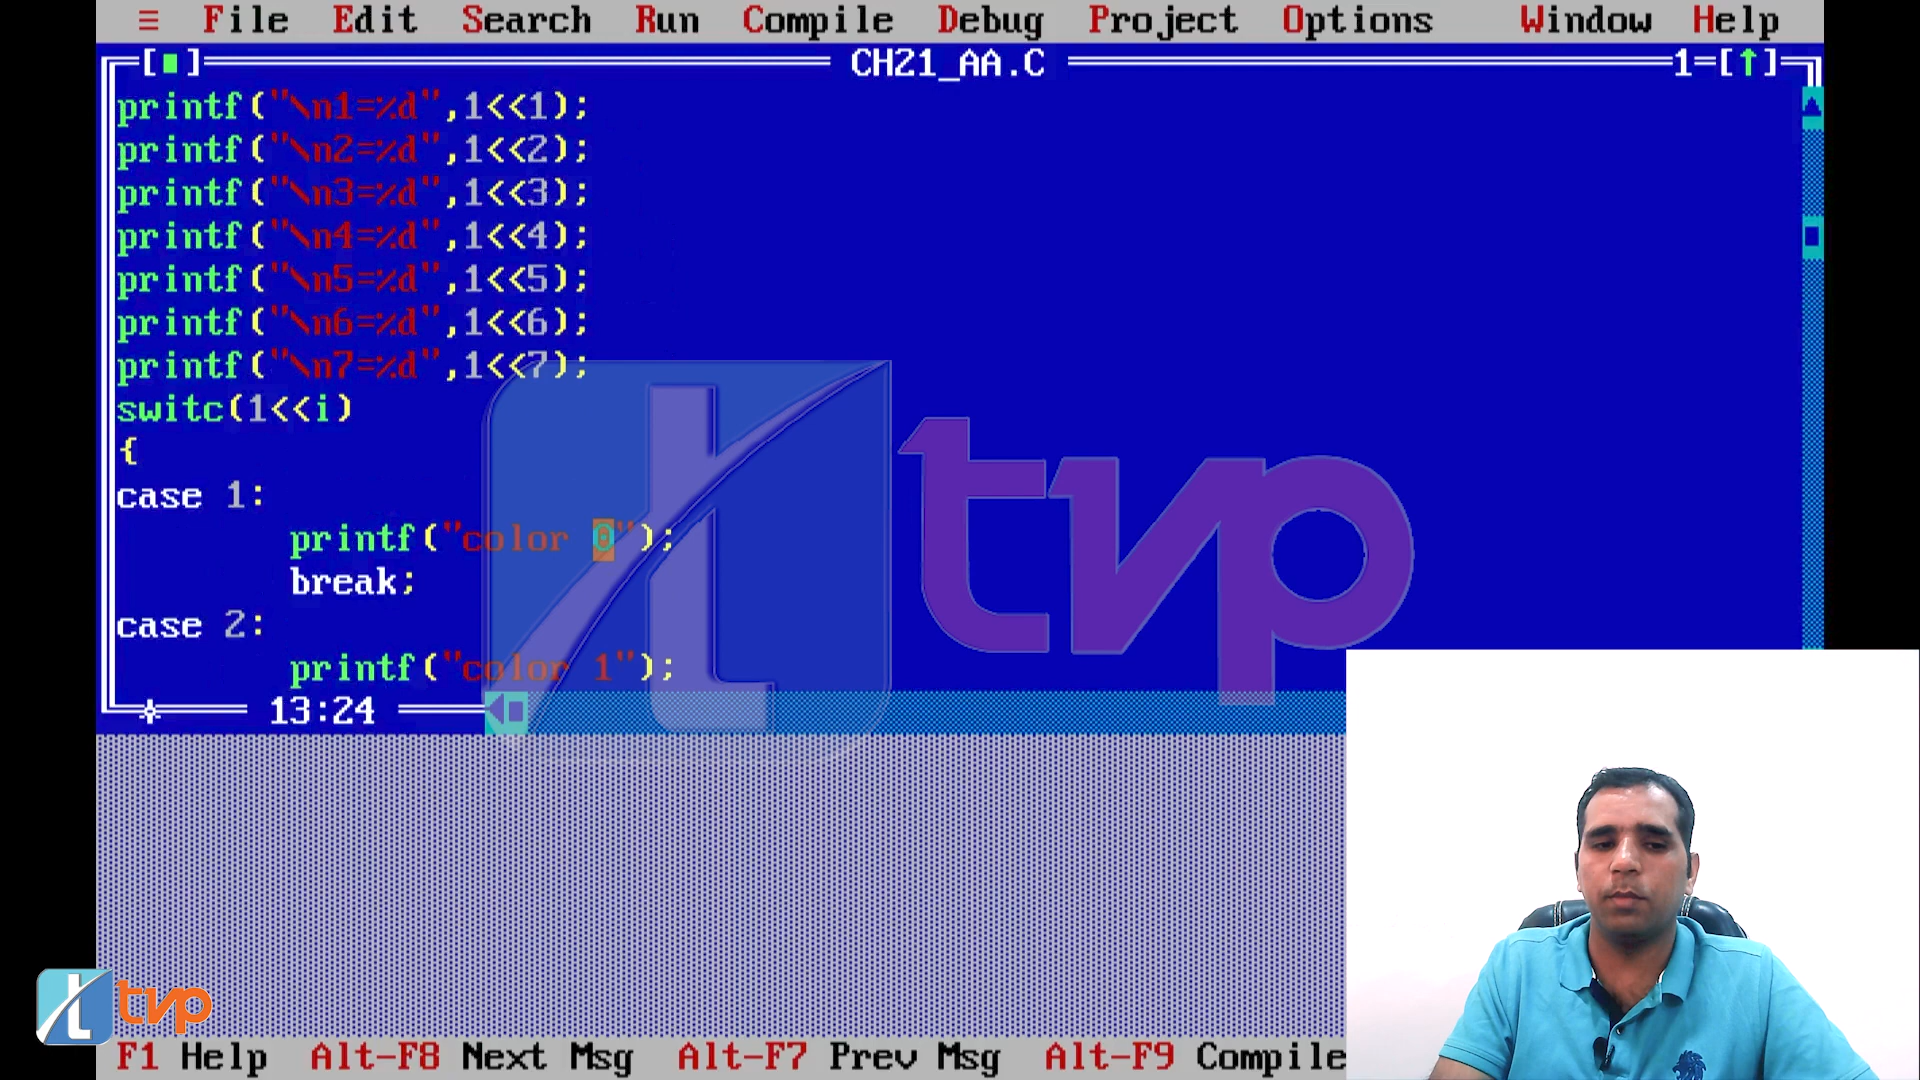 ≡ File Edit Search Run Compile Debug Project Options Window Help
[■] CH21_AA.C 1=[↑]
printf("\n1=%d",1<<1);
printf("\n2=%d",1<<2);
printf("\n3=%d",1<<3);
printf("\n4=%d",1<<4);
printf("\n5=%d",1<<5);
printf("\n6=%d",1<<6);
printf("\n7=%d",1<<7);
switc(1<<i)
{
case 1:
printf("color 0");
break;
case 2:
printf("color 1");
13:24
tvp
t tvp
F1 Help Alt-F8 Next Msg Alt-F7 Prev Msg Alt-F9 Compile